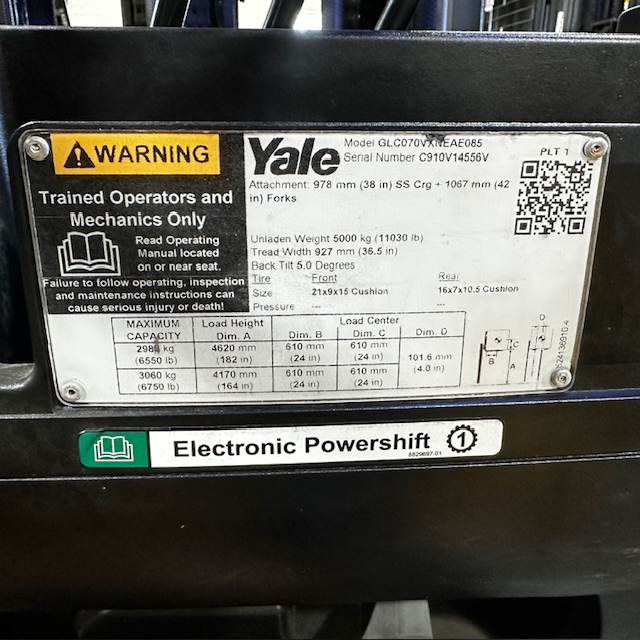 WARNING
Trained Operators and
Mechanics Only
Read Operating
Manual located
on or near seat.
Failure to follow operating, inspection
and maintenance instructions can
cause serious injury or death!
Yale
Model GLC070VXNEAE085
Serial Number C910V14556V
PLT 1
Attachment: 978 mm (38 in) SS Crg + 1067 mm (42
in) Forks
Unladen Weight 5000 kg (11030 lb)
Tread Width 927 mm (36.5 in)
Back Tilt 5.0 Degrees
Tire Front Rear
Size 21x9x15 Cushion 16x7x10.5 Cushion
Pressure --- ---
MAXIMUM CAPACITY Load Height Dim. A Load Center Dim. B Dim. C Dim. D
kg (6550 lb) 4620 mm (182 in) 610 mm (24 in) 610 mm (24 in) 101.6 mm (4.0 in)
3060 kg (6750 lb) 4170 mm (164 in) 610 mm (24 in) 610 mm (24 in)
D
C
B
A
Electronic Powershift 1
8829697.01